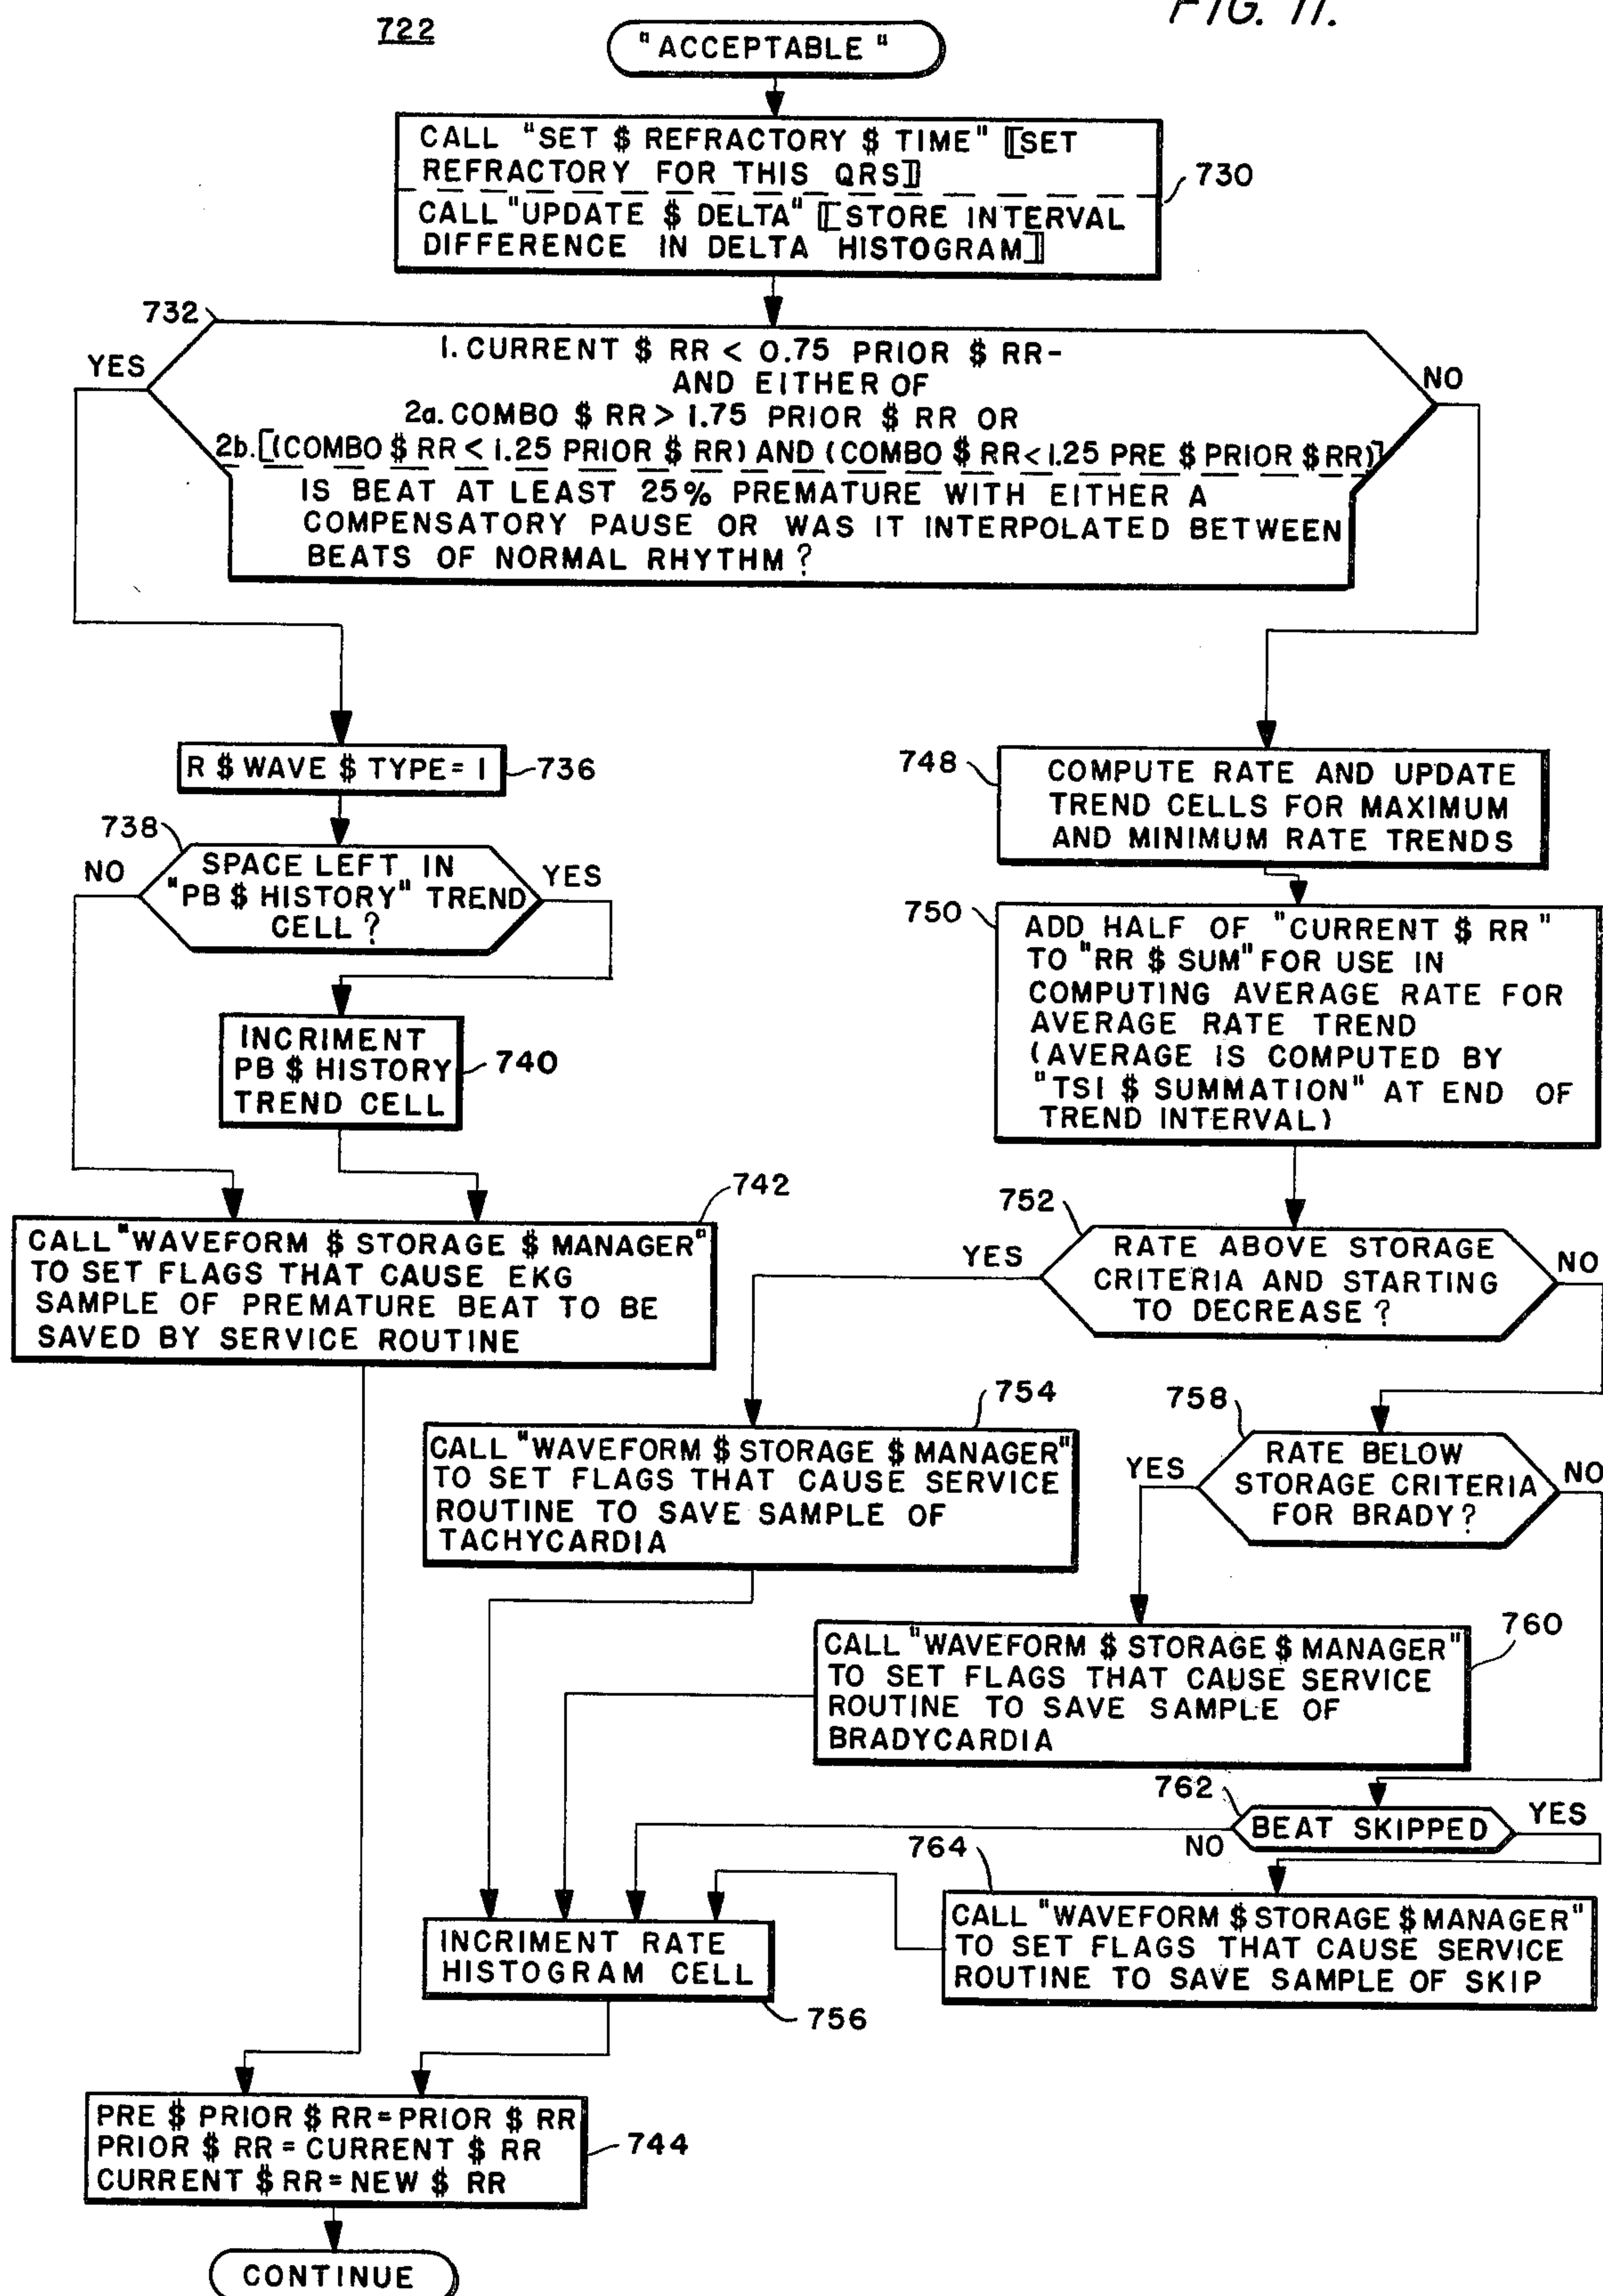 FIG. 11.
722
"ACCEPTABLE"
CALL "SET $ REFRACTORY $ TIME" [[SET
REFRACTORY FOR THIS QRS]]
CALL "UPDATE $ DELTA" [[STORE INTERVAL
DIFFERENCE IN DELTA HISTOGRAM]]
730
732
YES
NO
1. CURRENT $ RR < 0.75 PRIOR $ RR-
AND EITHER OF
2a. COMBO $ RR > 1.75 PRIOR $ RR OR
2b. [(COMBO $ RR < 1.25 PRIOR $ RR) AND (COMBO $ RR < 1.25 PRE $ PRIOR $ RR)]
IS BEAT AT LEAST 25% PREMATURE WITH EITHER A
COMPENSATORY PAUSE OR WAS IT INTERPOLATED BETWEEN
BEATS OF NORMAL RHYTHM?
R $ WAVE $ TYPE = 1
736
738
NO
YES
SPACE LEFT IN
"PB $ HISTORY" TREND
CELL?
INCRIMENT
PB $ HISTORY
TREND CELL
740
742
CALL "WAVEFORM $ STORAGE $ MANAGER"
TO SET FLAGS THAT CAUSE EKG
SAMPLE OF PREMATURE BEAT TO BE
SAVED BY SERVICE ROUTINE
748
COMPUTE RATE AND UPDATE
TREND CELLS FOR MAXIMUM
AND MINIMUM RATE TRENDS
750
ADD HALF OF "CURRENT $ RR"
TO "RR $ SUM" FOR USE IN
COMPUTING AVERAGE RATE FOR
AVERAGE RATE TREND
(AVERAGE IS COMPUTED BY
"TSI $ SUMMATION" AT END OF
TREND INTERVAL)
752
YES
NO
RATE ABOVE STORAGE
CRITERIA AND STARTING
TO DECREASE?
754
CALL "WAVEFORM $ STORAGE $ MANAGER"
TO SET FLAGS THAT CAUSE SERVICE
ROUTINE TO SAVE SAMPLE OF
TACHYCARDIA
758
YES
NO
RATE BELOW
STORAGE CRITERIA
FOR BRADY?
760
CALL "WAVEFORM $ STORAGE $ MANAGER"
TO SET FLAGS THAT CAUSE SERVICE
ROUTINE TO SAVE SAMPLE OF
BRADYCARDIA
762
BEAT SKIPPED
YES
NO
764
CALL "WAVEFORM $ STORAGE $ MANAGER"
TO SET FLAGS THAT CAUSE SERVICE
ROUTINE TO SAVE SAMPLE OF SKIP
INCRIMENT RATE
HISTOGRAM CELL
756
PRE $ PRIOR $ RR = PRIOR $ RR
PRIOR $ RR = CURRENT $ RR
CURRENT $ RR = NEW $ RR
744
CONTINUE